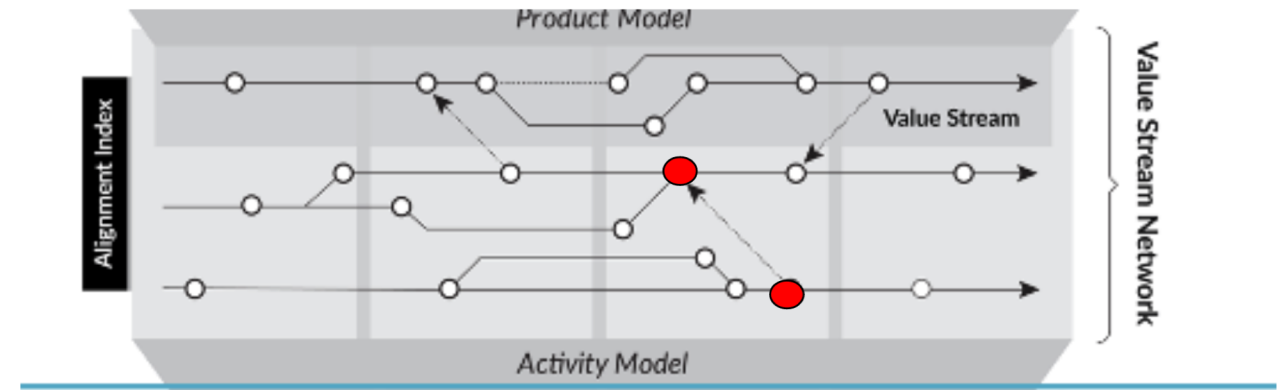 Product Model
Alignment Index
Value Stream
Value Stream Network
Activity Model